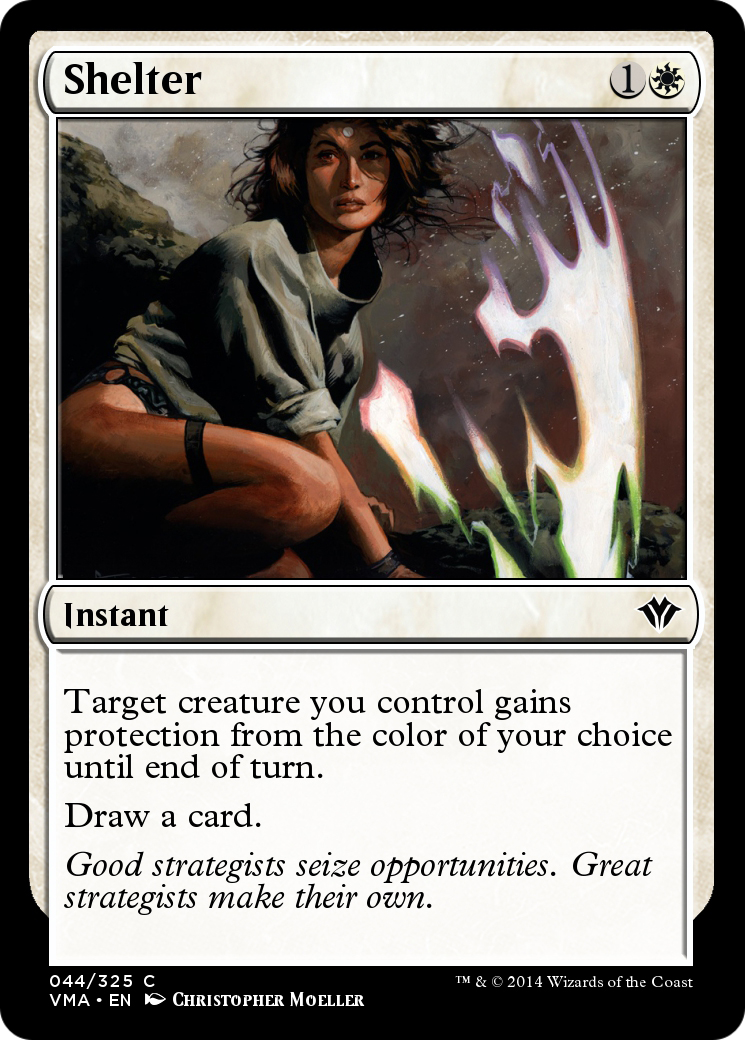 Shelter 1
Instant
Target creature you control gains
protection from the color of your choice
until end of turn.
Draw a card.
Good strategists seize opportunities. Great
strategists make their own.
044/325 C
VMA • EN Christopher Moeller
™ & © 2014 Wizards of the Coast